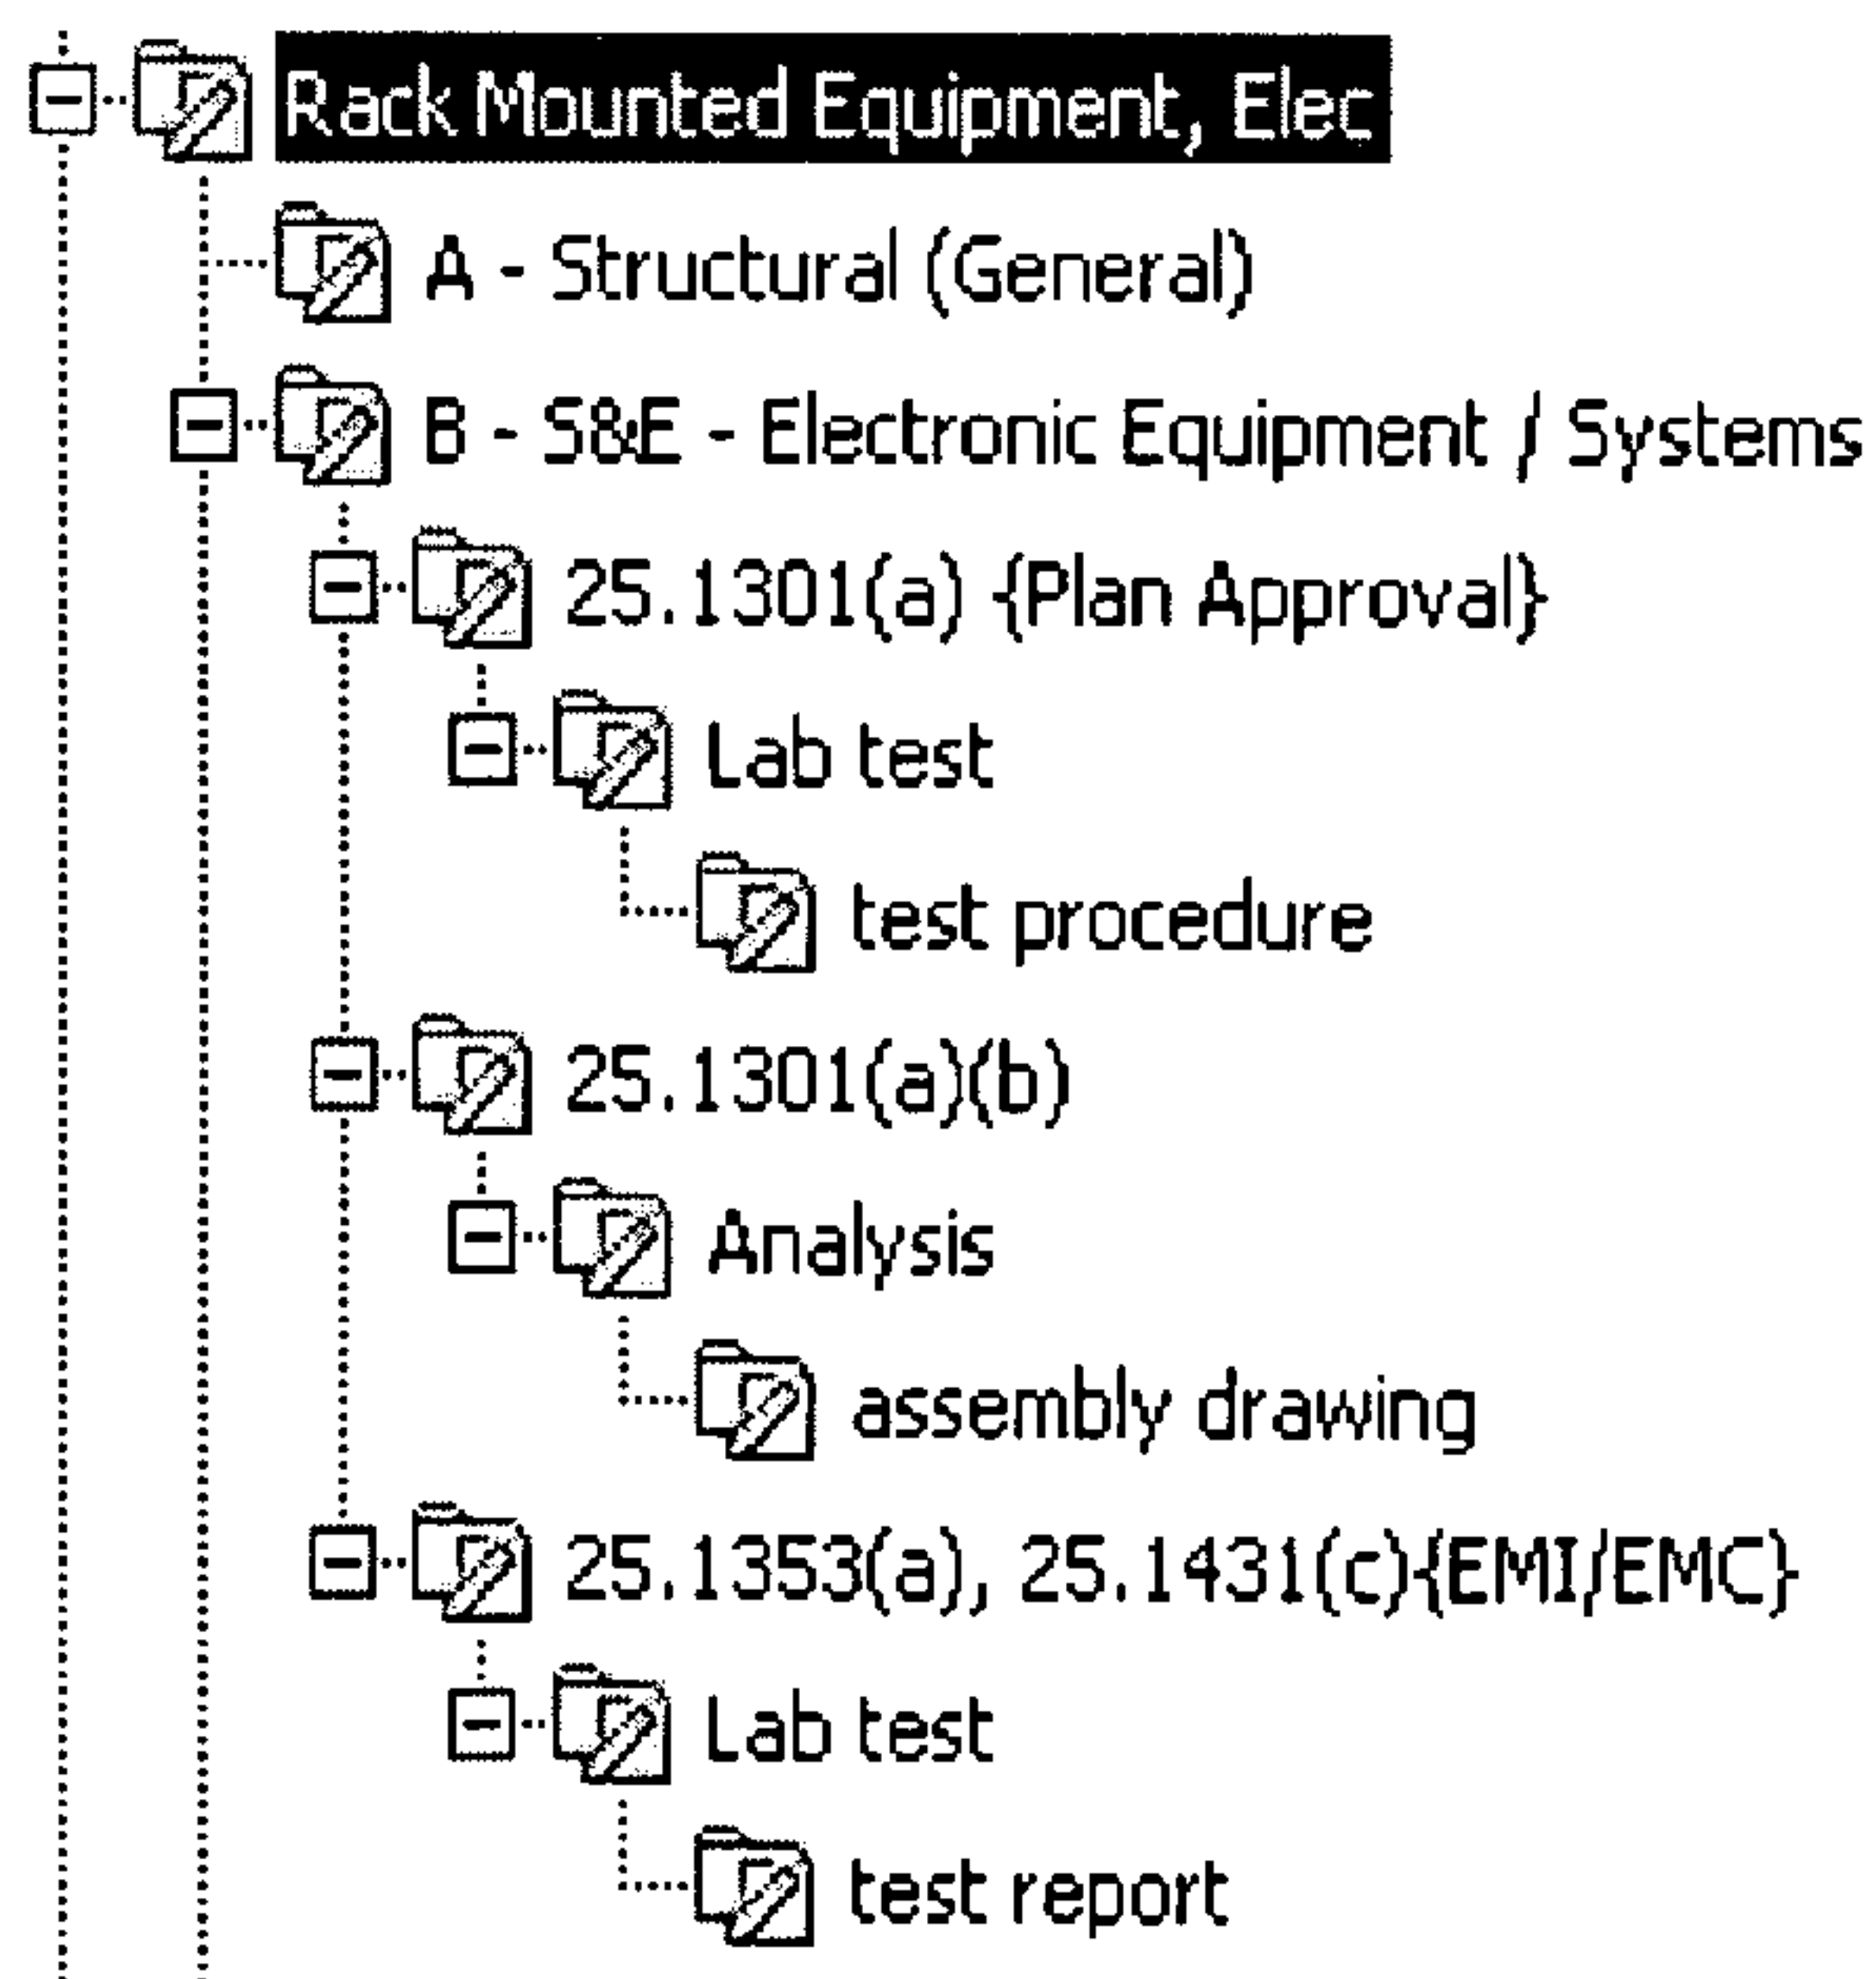 Rack Mounted Equipment, Elec
A - Structural (General)
B - S&E - Electronic Equipment / Systems
25.1301(a) {Plan Approval}
Lab test
test procedure
25.1301(a)(b)
Analysis
assembly drawing
25.1353(a), 25.1431(c){EMI/EMC}
Lab test
test report